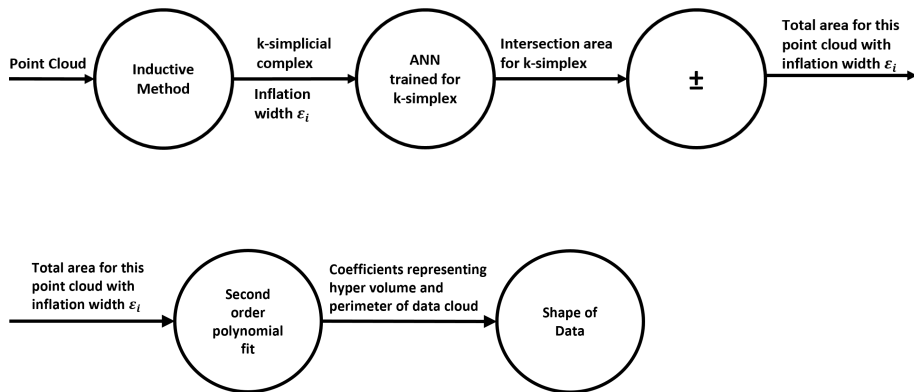 Point Cloud
Inductive
Method
k-simplicial
complex
Inflation
width εᵢ
ANN
trained for
k-simplex
Intersection area
for k-simplex
±
Total area for this
point cloud with
inflation width εᵢ
Total area for this
point cloud with
inflation width εᵢ
Second
order
polynomial
fit
Coefficients representing
hyper volume and
perimeter of data cloud
Shape of
Data